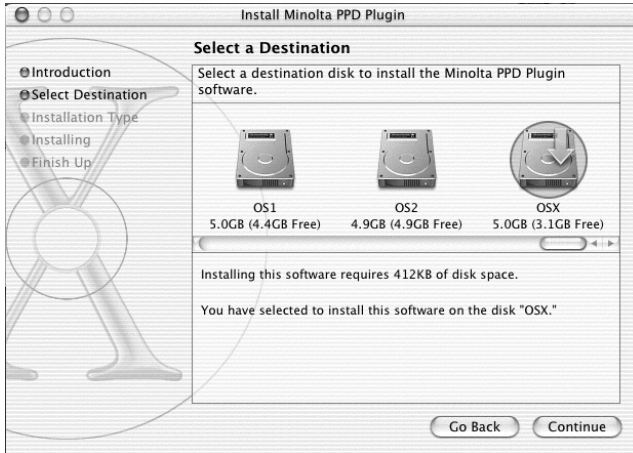 Install Minolta PPD Plugin
Select a Destination
Introduction
Select Destination
Installation Type
Installing
Finish Up
Select a destination disk to install the Minolta PPD Plugin
software.
OS1
5.0GB (4.4GB Free)
OS2
4.9GB (4.9GB Free)
OSX
5.0GB (3.1GB Free)
Installing this software requires 412KB of disk space.
You have selected to install this software on the disk "OSX."
Go Back
Continue